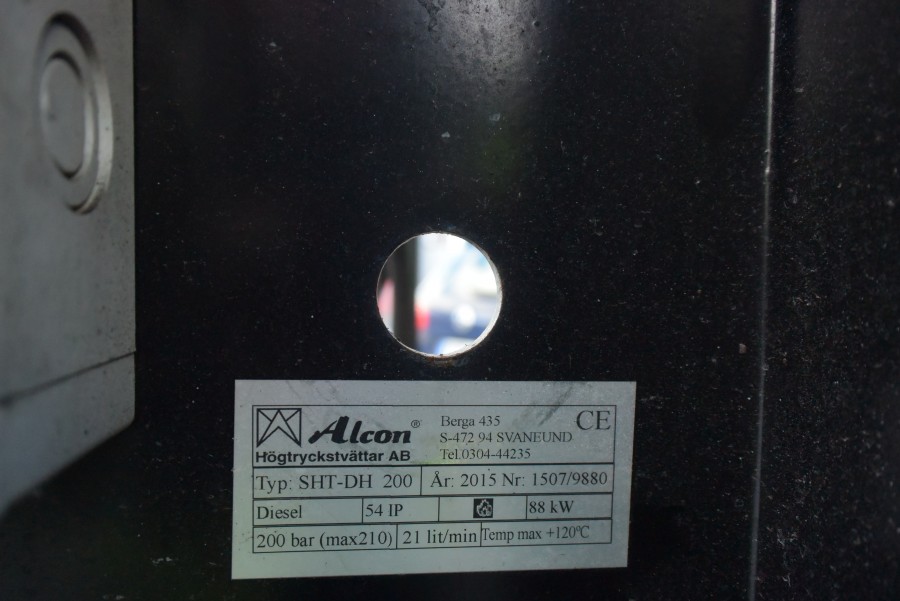 Alcon®
Högtryckstvättar AB
Berga 435
S-472 94 SVANEUND
Tel.0304-44235
CE
Typ: SHT-DH 200 År: 2015 Nr: 1507/9880
Diesel 54 IP 88 kW
200 bar (max210) 21 lit/min Temp max +120ºC